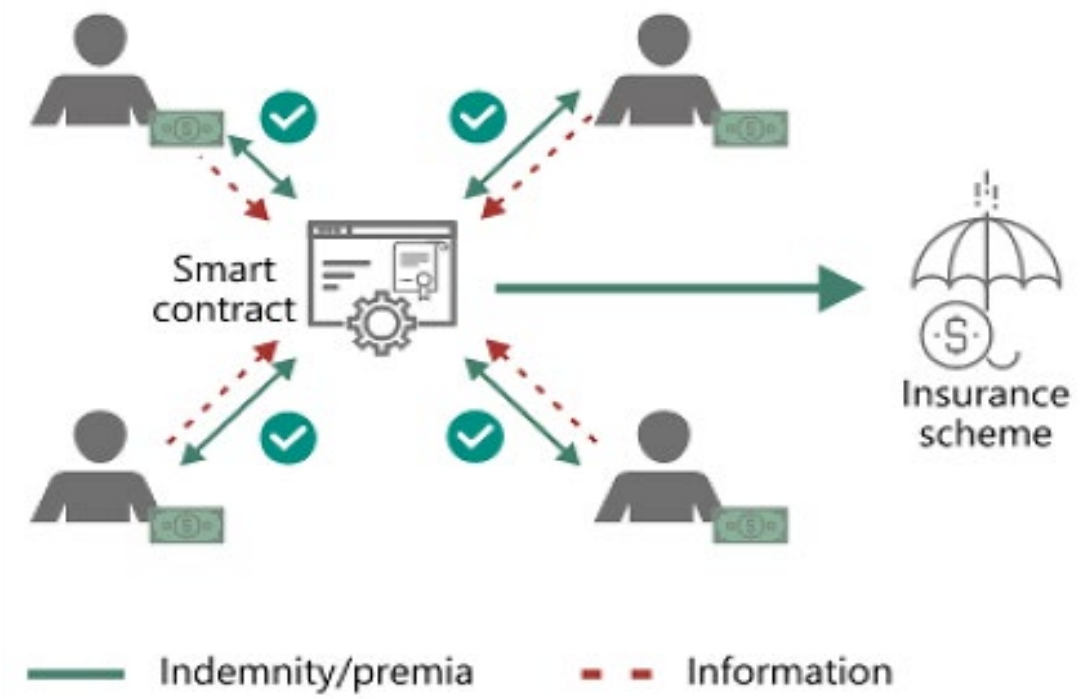 Smart
contract
Insurance
scheme
Indemnity/premia
Information